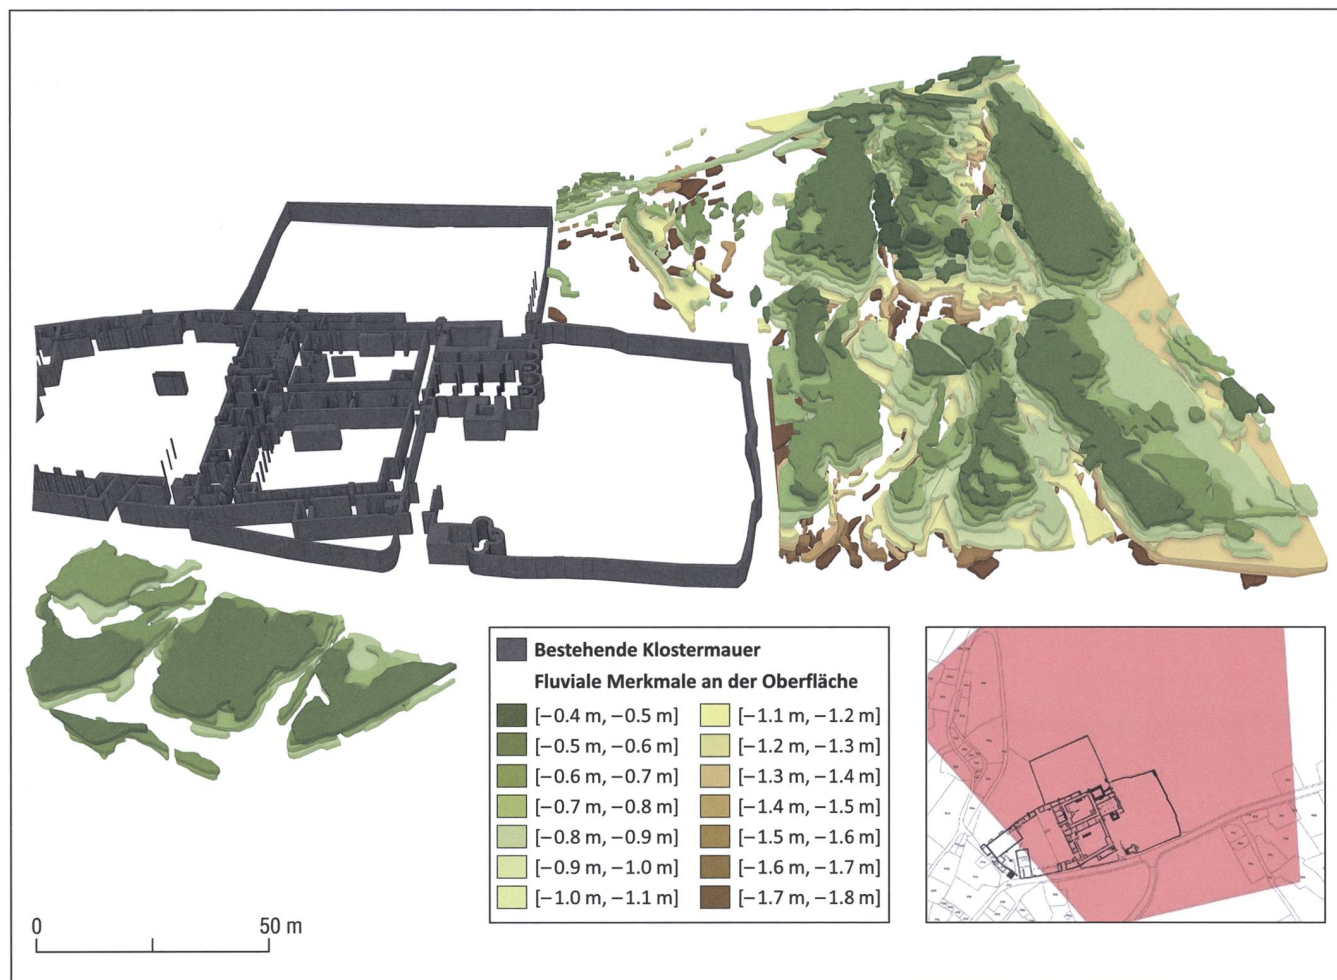 Bestehende Klostermauer
Fluviale Merkmale an der Oberfläche
[−0.4 m, −0.5 m]
[−0.5 m, −0.6 m]
[−0.6 m, −0.7 m]
[−0.7 m, −0.8 m]
[−0.8 m, −0.9 m]
[−0.9 m, −1.0 m]
[−1.0 m, −1.1 m]
[−1.1 m, −1.2 m]
[−1.2 m, −1.3 m]
[−1.3 m, −1.4 m]
[−1.4 m, −1.5 m]
[−1.5 m, −1.6 m]
[−1.6 m, −1.7 m]
[−1.7 m, −1.8 m]
0 50 m